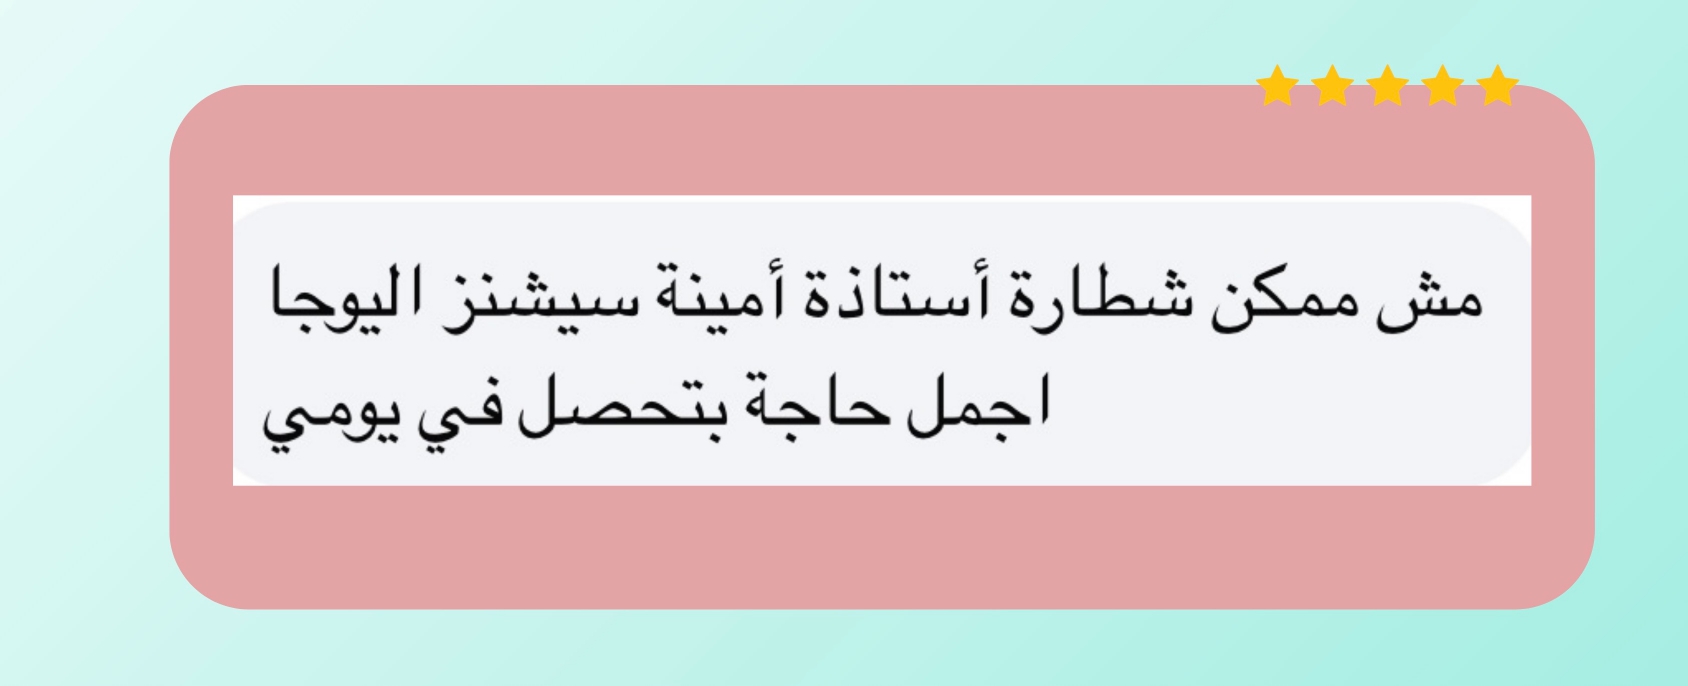 مش ممكن شطارة أستاذة أمينة سيشنز اليوجا
اجمل حاجة بتحصل في يومي